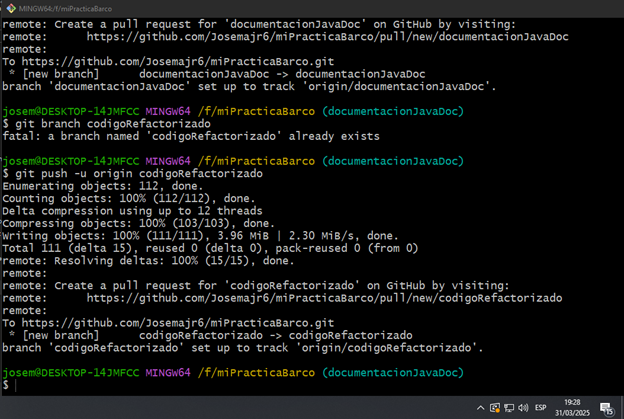 MINGW64:/f/miPracticaBarco
remote: Create a pull request for 'documentacionJavaDoc' on GitHub by visiting:
remote:      https://github.com/Josemajr6/miPracticaBarco/pull/new/documentacionJavaDoc
remote:
To https://github.com/Josemajr6/miPracticaBarco.git
 * [new branch]      documentacionJavaDoc -> documentacionJavaDoc
branch 'documentacionJavaDoc' set up to track 'origin/documentacionJavaDoc'.
josem@DESKTOP-14JMFCC MINGW64 /f/miPracticaBarco (documentacionJavaDoc)
$ git branch codigoRefactorizado
fatal: a branch named 'codigoRefactorizado' already exists
josem@DESKTOP-14JMFCC MINGW64 /f/miPracticaBarco (documentacionJavaDoc)
$ git push -u origin codigoRefactorizado
Enumerating objects: 112, done.
Counting objects: 100% (112/112), done.
Delta compression using up to 12 threads
Compressing objects: 100% (103/103), done.
Writing objects: 100% (111/111), 3.96 MiB | 2.30 MiB/s, done.
Total 111 (delta 15), reused 0 (delta 0), pack-reused 0 (from 0)
remote: Resolving deltas: 100% (15/15), done.
remote:
remote: Create a pull request for 'codigoRefactorizado' on GitHub by visiting:
remote:      https://github.com/Josemajr6/miPracticaBarco/pull/new/codigoRefactorizado
remote:
To https://github.com/Josemajr6/miPracticaBarco.git
 * [new branch]      codigoRefactorizado -> codigoRefactorizado
branch 'codigoRefactorizado' set up to track 'origin/codigoRefactorizado'.
josem@DESKTOP-14JMFCC MINGW64 /f/miPracticaBarco (documentacionJavaDoc)
$
ESP
19:28
31/03/2025
15